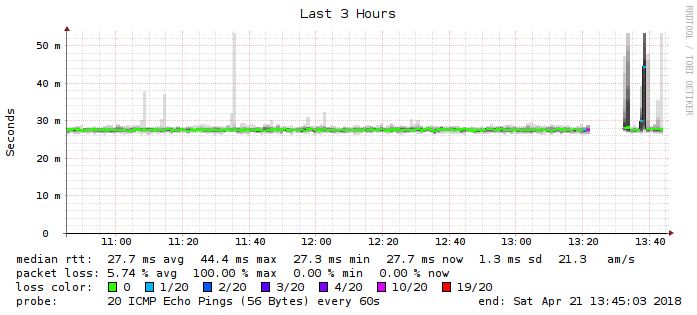 Last 3 Hours
RRDTOOL / TOBI OETIKER
Seconds
50 m
40 m
30 m
20 m
10 m
0
11:00 11:20 11:40 12:00 12:20 12:40 13:00 13:20 13:40
median rtt: 27.7 ms avg 44.4 ms max 27.3 ms min 27.7 ms now 1.3 ms sd 21.3 am/s
packet loss: 5.74 % avg 100.00 % max 0.00 % min 0.00 % now
loss color: 0 1/20 2/20 3/20 4/20 10/20 19/20
probe: 20 ICMP Echo Pings (56 Bytes) every 60s end: Sat Apr 21 13:45:03 2018